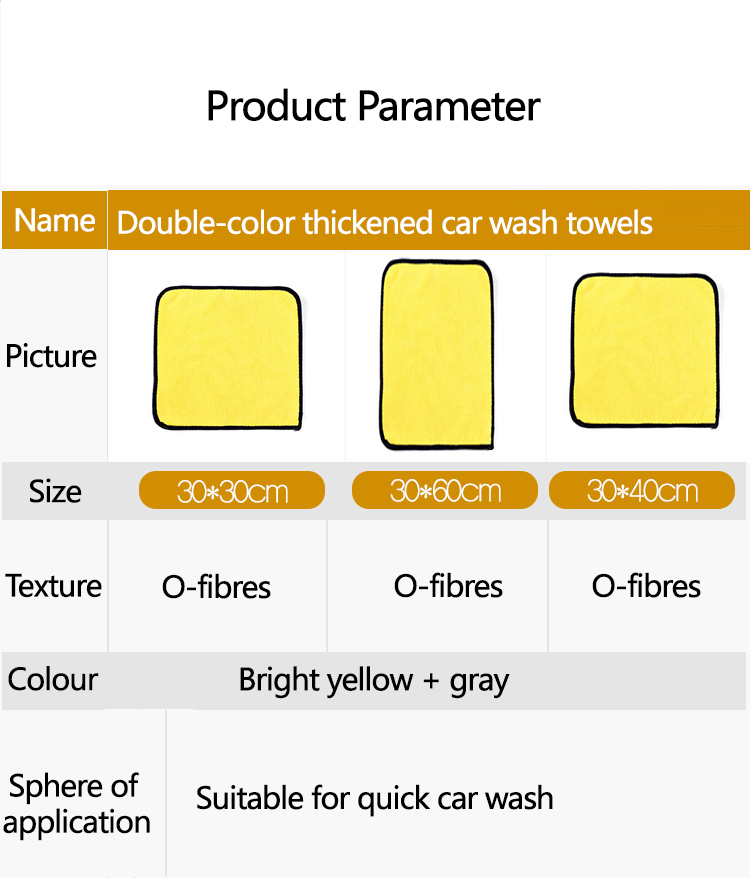 Product Parameter
Name Double-color thickened car wash towels
Picture
Size 30*30cm 30*60cm 30*40cm
Texture O-fibres O-fibres O-fibres
Colour Bright yellow + gray
Sphere of
application
Suitable for quick car wash